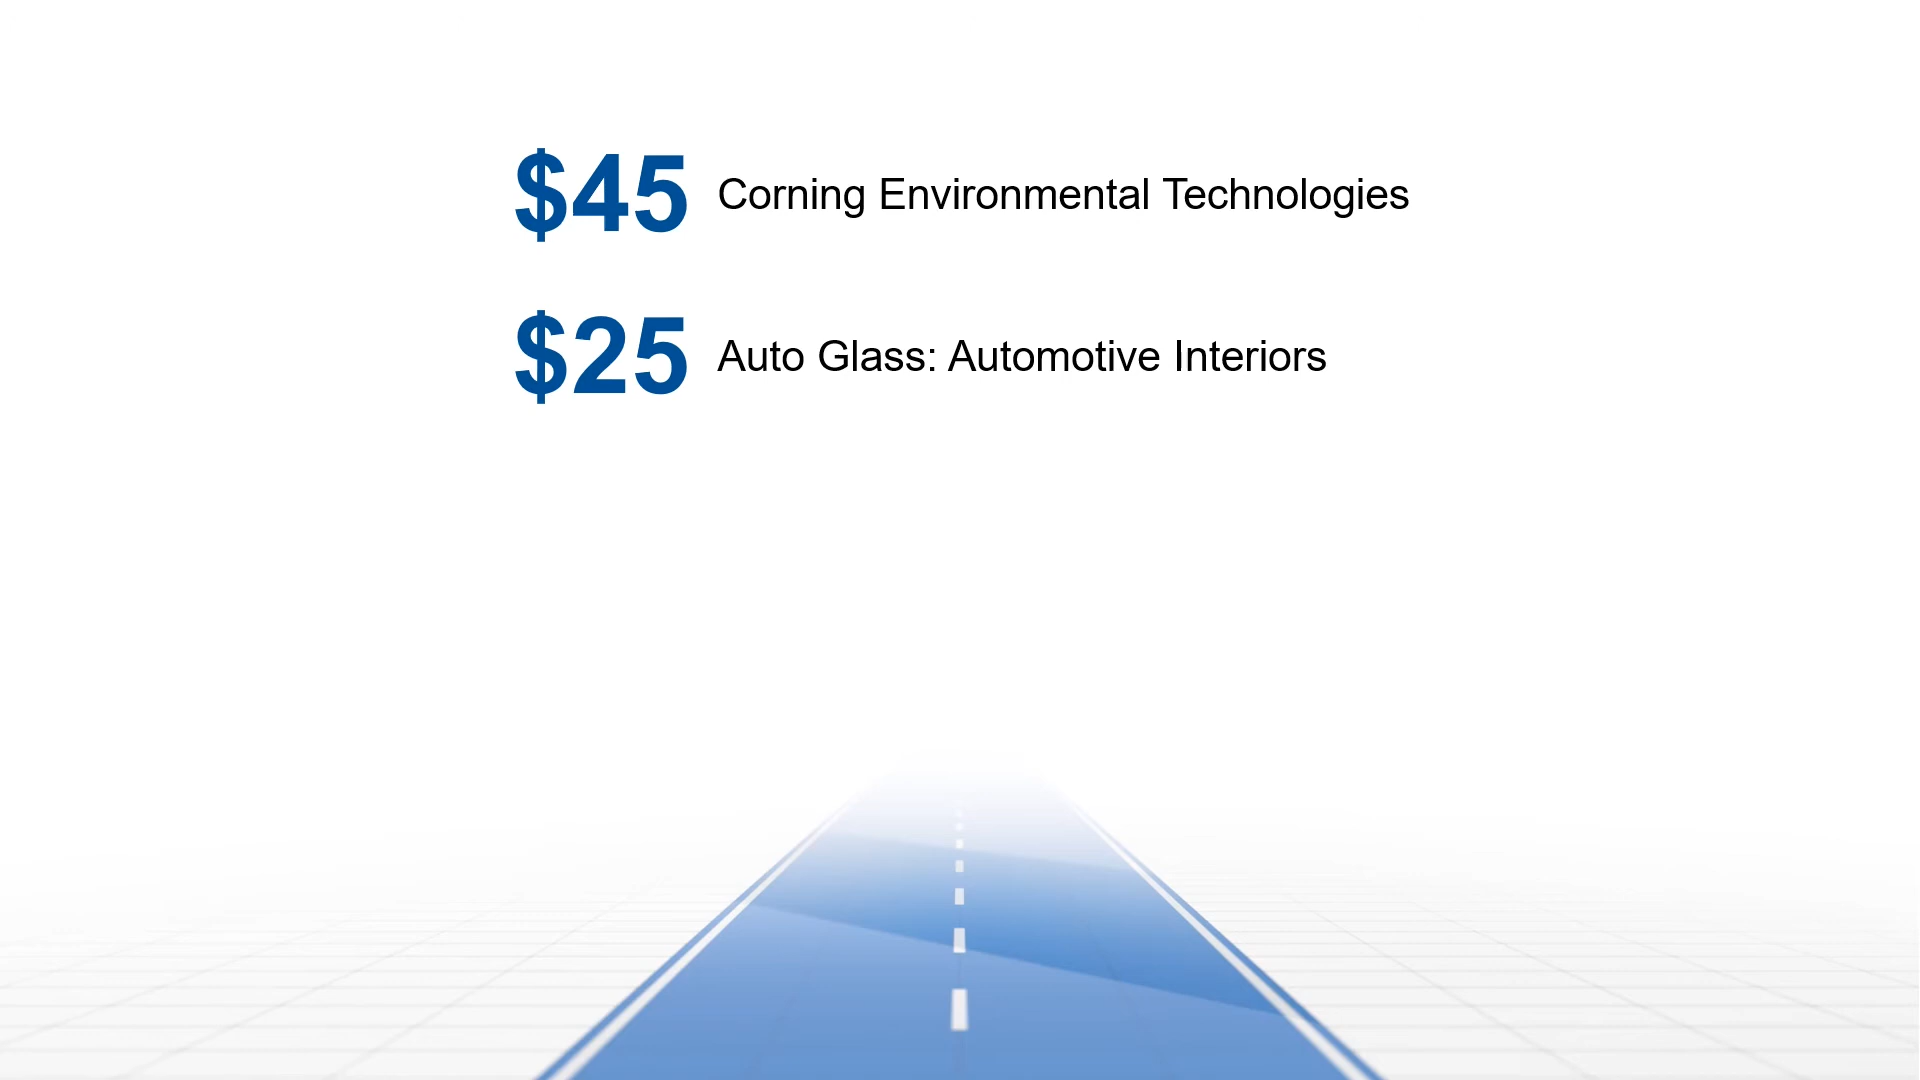 $45 Corning Environmental Technologies
$25 Auto Glass: Automotive Interiors